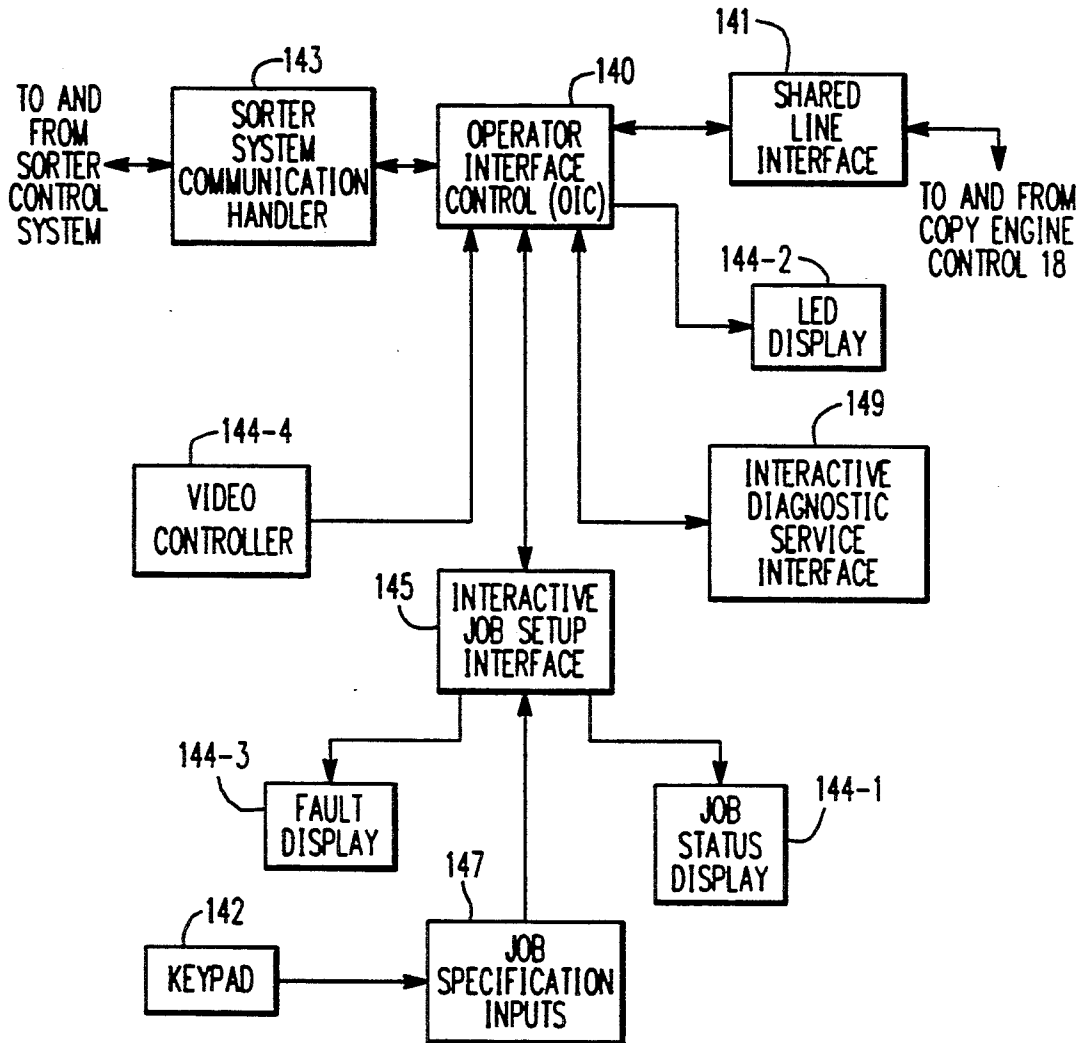 143
TO AND
FROM
SORTER
CONTROL
SYSTEM
SORTER
SYSTEM
COMMUNICATION
HANDLER
140
OPERATOR
INTERFACE
CONTROL (OIC)
141
SHARED
LINE
INTERFACE
TO AND FROM
COPY ENGINE
CONTROL 18
144-2
LED
DISPLAY
144-4
VIDEO
CONTROLLER
149
INTERACTIVE
DIAGNOSTIC
SERVICE
INTERFACE
145
INTERACTIVE
JOB SETUP
INTERFACE
144-3
FAULT
DISPLAY
144-1
JOB
STATUS
DISPLAY
142
KEYPAD
147
JOB
SPECIFICATION
INPUTS